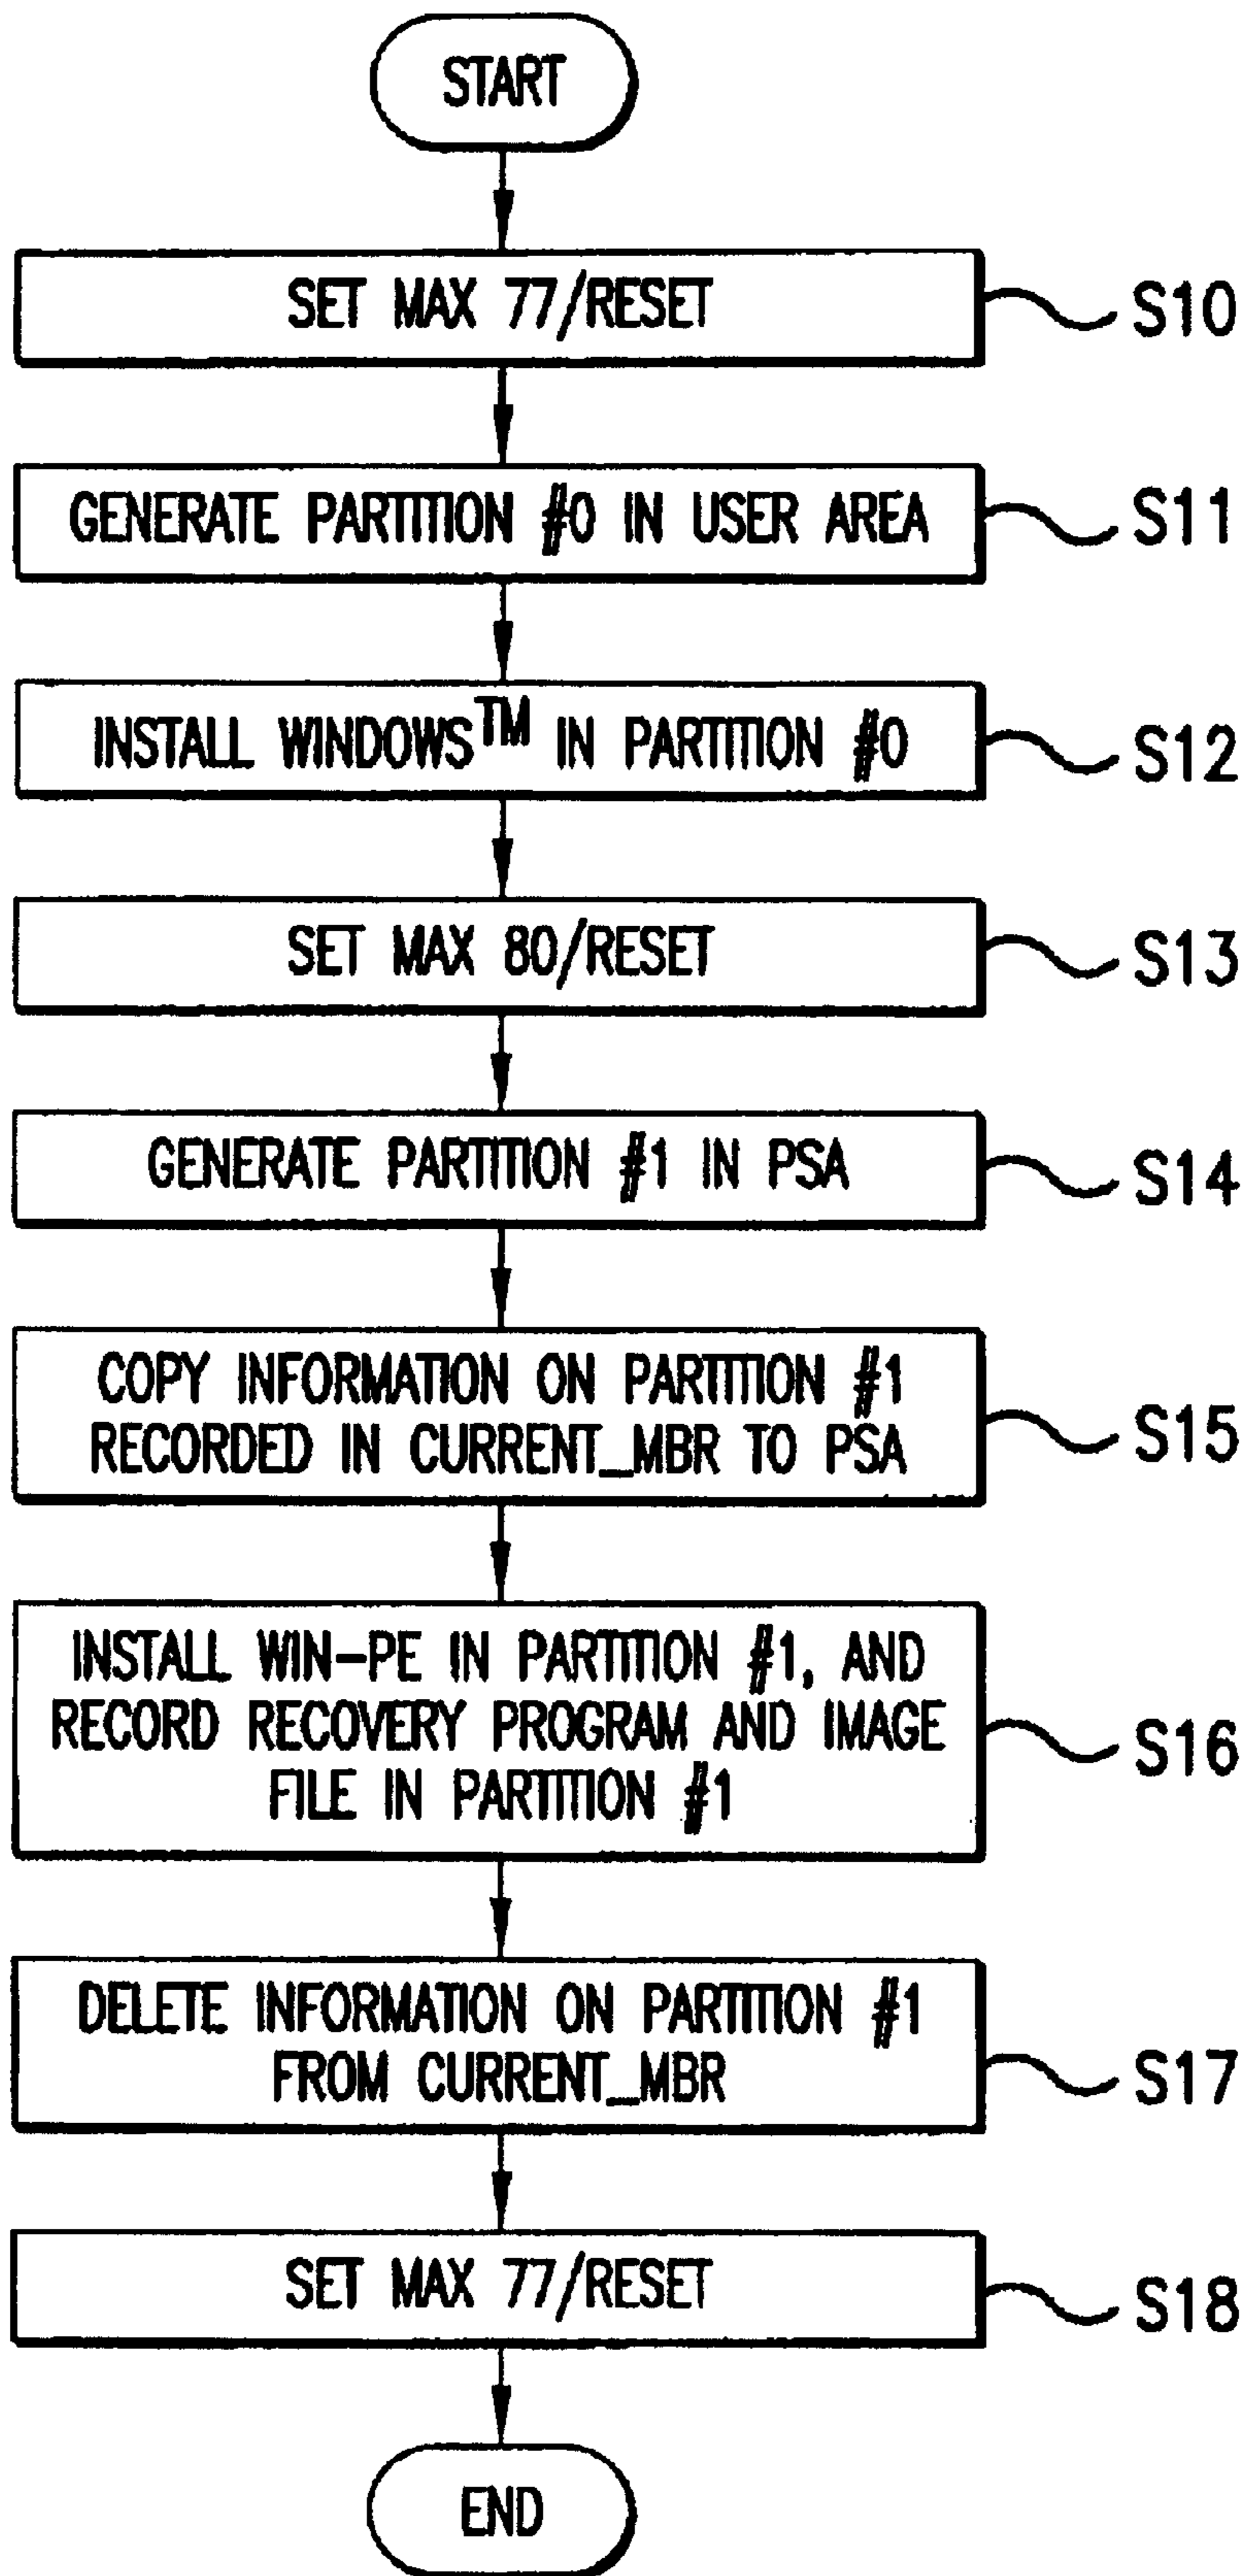 START
SET MAX 77/RESET
S10
GENERATE PARTITION #0 IN USER AREA
S11
INSTALL WINDOWS™ IN PARTITION #0
S12
SET MAX 80/RESET
S13
GENERATE PARTITION #1 IN PSA
S14
COPY INFORMATION ON PARTITION #1
RECORDED IN CURRENT_MBR TO PSA
S15
INSTALL WIN-PE IN PARTITION #1, AND
RECORD RECOVERY PROGRAM AND IMAGE
FILE IN PARTITION #1
S16
DELETE INFORMATION ON PARTITION #1
FROM CURRENT_MBR
S17
SET MAX 77/RESET
S18
END